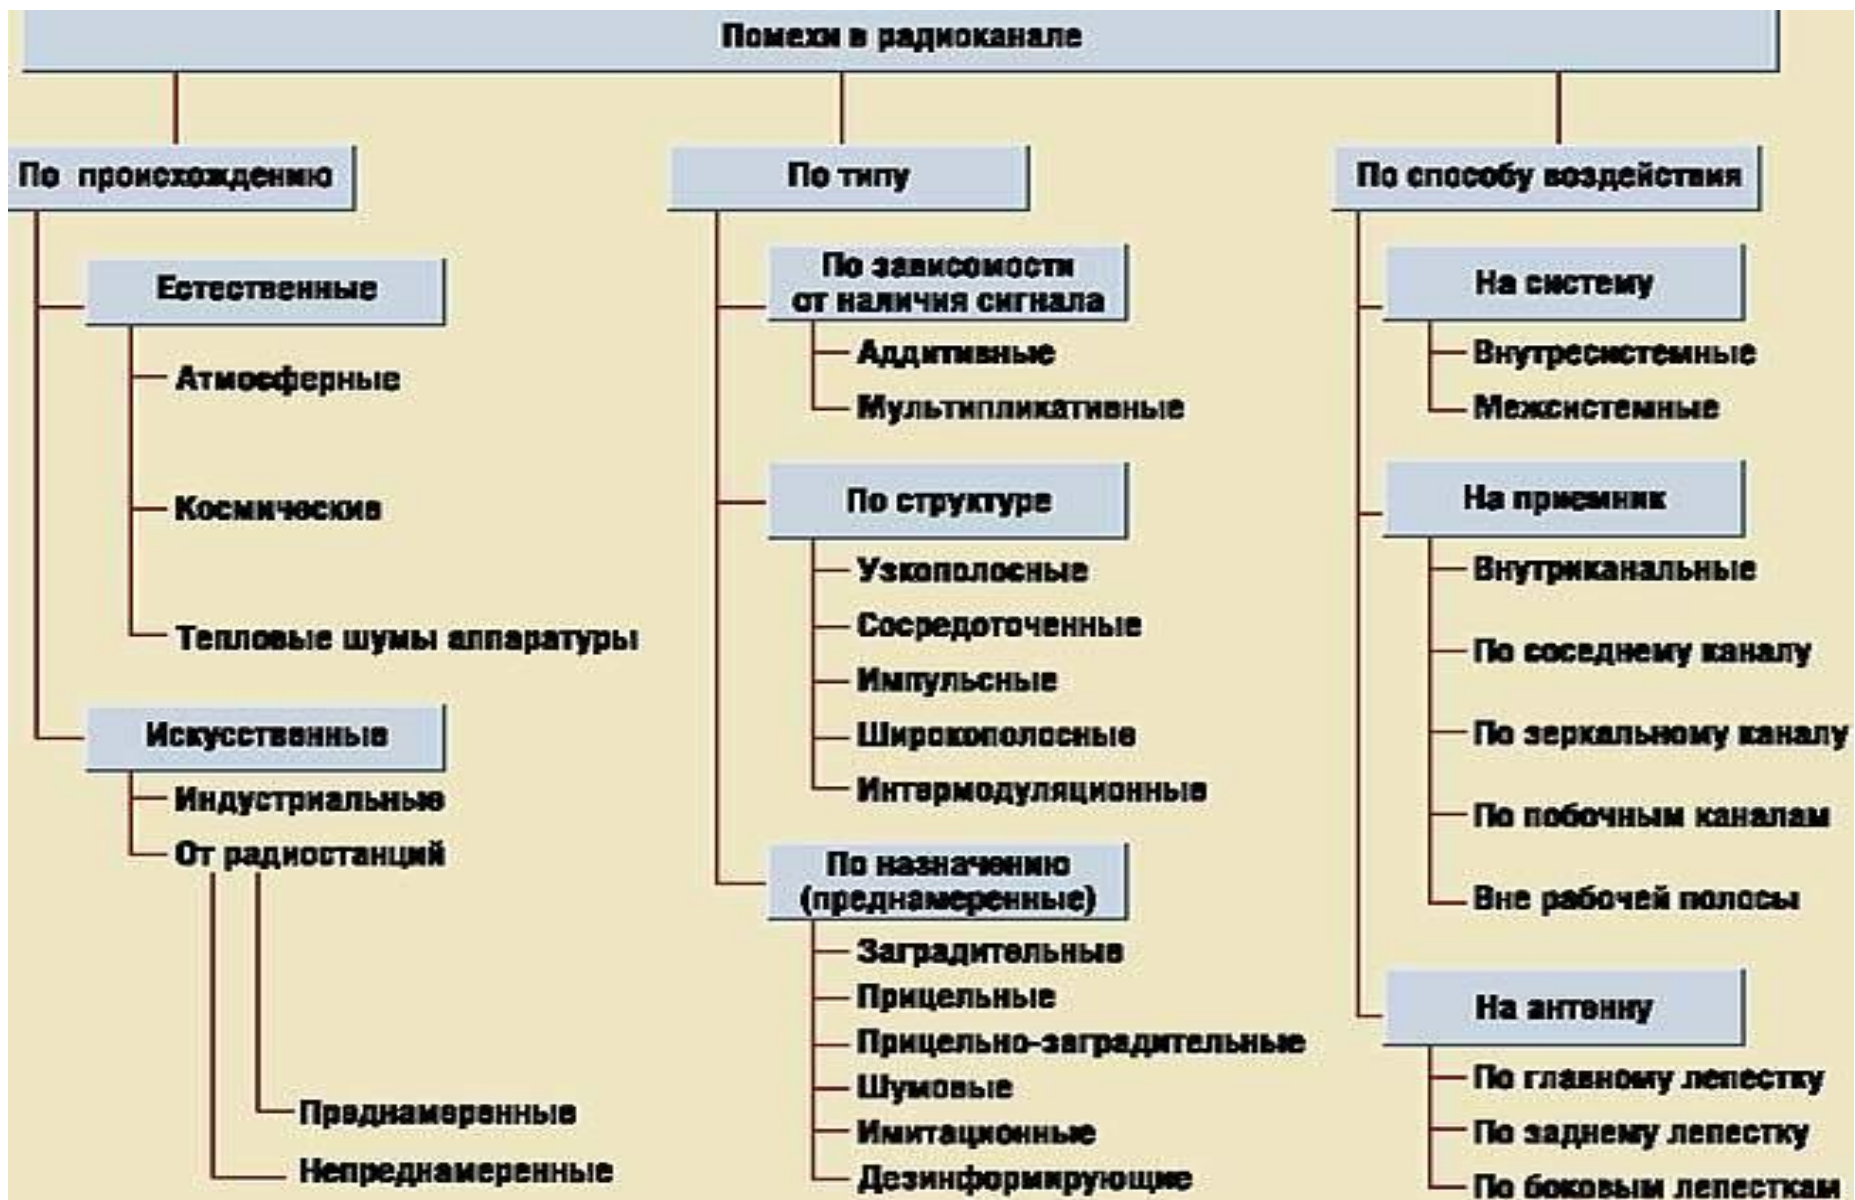 Помехи в радиоканале
По происхождению
Естественные
Атмосферные
Космические
Тепловые шумы аппаратуры
Искусственные
Индустриальные
От радиостанций
Преднамеренные
Непреднамеренные
По типу
По зависимости
от наличия сигнала
Аддитивные
Мультипликативные
По структуре
Узкополосные
Сосредоточенные
Импульсные
Широкополосные
Интермодуляционные
По назначению
(преднамеренные)
Заградительные
Прицельные
Прицельно-заградительные
Шумовые
Имитационные
Дезинформирующие
По способу воздействия
На систему
Внутресистемные
Межсистемные
На приемник
Внутриканальные
По соседнему каналу
По зеркальному каналу
По побочным каналам
Вне рабочей полосы
На антенну
По главному лепестку
По заднему лепестку
По боковым лепесткам